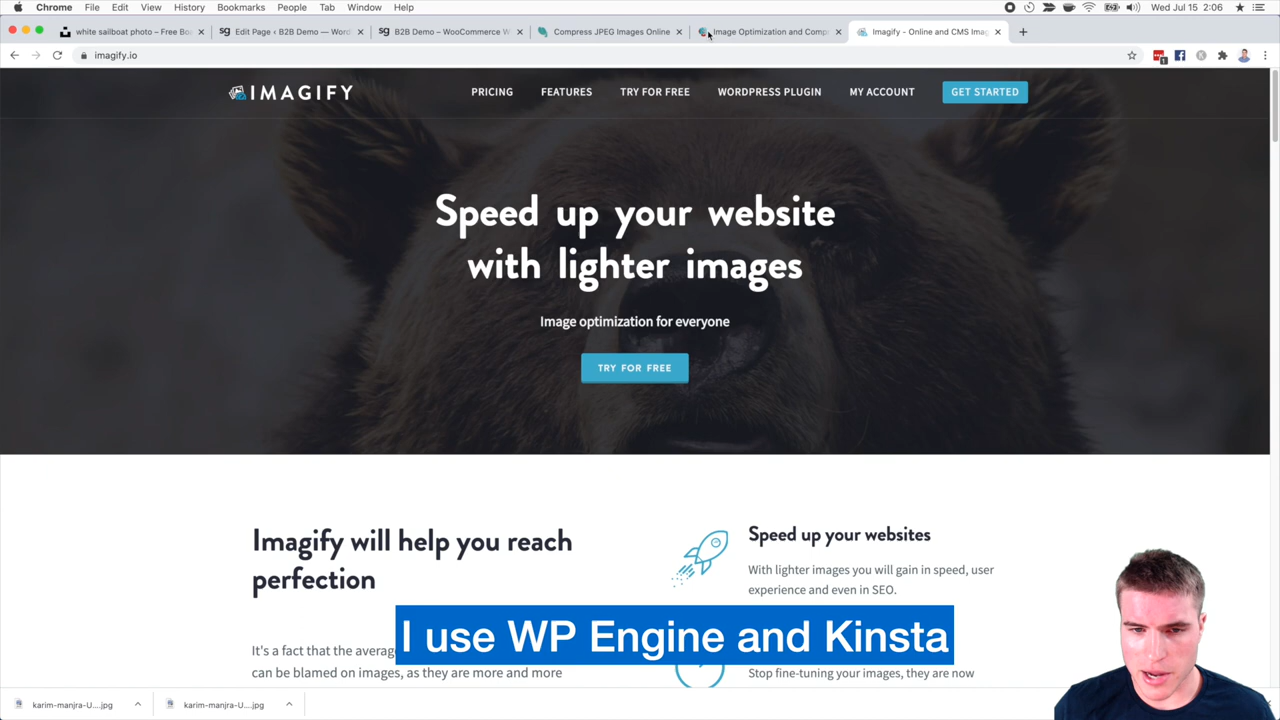 Chrome File Edit View History Bookmarks People Tab Window Help Wed Jul 15 2:06
white sailboat photo – Free Bo Edit Page ‹ B2B Demo — Word B2B Demo – WooCommerce W Compress JPEG Images Online Image Optimization and Comp Imagify - Online and CMS Imag
imagify.io
IMAGIFY PRICING FEATURES TRY FOR FREE WORDPRESS PLUGIN MY ACCOUNT GET STARTED
Speed up your website
with lighter images
Image optimization for everyone
TRY FOR FREE
Imagify will help you reach
perfection
Speed up your websites
With lighter images you will gain in speed, user
experience and even in SEO.
I use WP Engine and Kinsta
It's a fact that the average
can be blamed on images, as they are more and more
Stop fine-tuning your images, they are now
karim-manjra-U....jpg karim-manjra-U....jpg